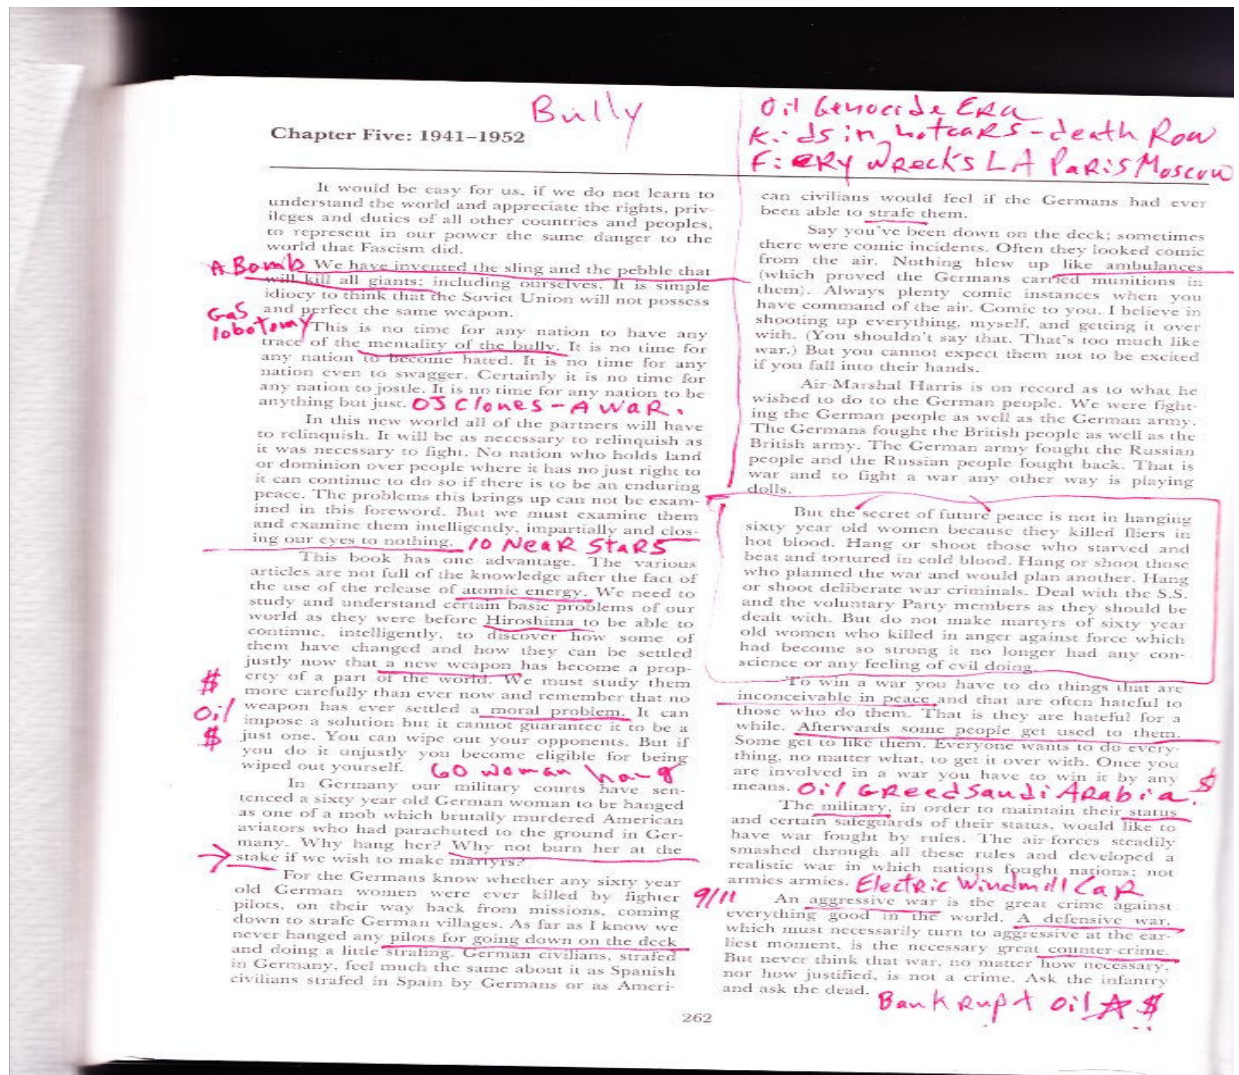 Bully
Oil Genocide ERa
Kids in hotcaRs - death Row
FieRy wRecks LA PaRis Moscow
Chapter Five: 1941–1952
It would be easy for us, if we do not learn to
understand the world and appreciate the rights, priv-
ileges and duties of all other countries and peoples,
to represent in our power the same danger to the
world that Fascism did.
A Bomb
We have invented the sling and the pebble that
will kill all giants; including ourselves. It is simple
idiocy to think that the Soviet Union will not possess
and perfect the same weapon.
Gas
lobotomy
This is no time for any nation to have any
trace of the mentality of the bully. It is no time for
any nation to become hated. It is no time for any
nation even to swagger. Certainly it is no time for
any nation to jostle. It is no time for any nation to be
anything but just. OJ Clones - A waR.
In this new world all of the partners will have
to relinquish. It will be as necessary to relinquish as
it was necessary to fight. No nation who holds land
or dominion over people where it has no just right to
it can continue to do so if there is to be an enduring
peace. The problems this brings up can not be exam-
ined in this foreword. But we must examine them
and examine them intelligently, impartially and clos-
ing our eyes to nothing. 10 NeaR StaRS
This book has one advantage. The various
articles are not full of the knowledge after the fact of
the use of the release of atomic energy. We need to
study and understand certain basic problems of our
world as they were before Hiroshima to be able to
continue, intelligently, to discover how some of
them have changed and how they can be settled
justly now that a new weapon has become a prop-
erty of a part of the world. We must study them
more carefully than ever now and remember that no
weapon has ever settled a moral problem. It can
impose a solution but it cannot guarantee it to be a
just one. You can wipe out your opponents. But if
you do it unjustly you become eligible for being
wiped out yourself. 60 woman hang
$
Oil
$
In Germany our military courts have sen-
tenced a sixty year old German woman to be hanged
as one of a mob which brutally murdered American
aviators who had parachuted to the ground in Ger-
many. Why hang her? Why not burn her at the
stake if we wish to make martyrs?
For the Germans know whether any sixty year
old German women were ever killed by fighter
pilots, on their way back from missions, coming
down to strafe German villages. As far as I know we
never hanged any pilots for going down on the deck
and doing a little strafing. German civilians, strafed
in Germany, feel much the same about it as Spanish
civilians strafed in Spain by Germans or as Ameri-
can civilians would feel if the Germans had ever
been able to strafe them.
Say you've been down on the deck; sometimes
there were comic incidents. Often they looked comic
from the air. Nothing blew up like ambulances
(which proved the Germans carried munitions in
them). Always plenty comic instances when you
have command of the air. Comic to you. I believe in
shooting up everything, myself, and getting it over
with. (You shouldn't say that. That's too much like
war.) But you cannot expect them not to be excited
if you fall into their hands.
Air-Marshal Harris is on record as to what he
wished to do to the German people. We were fight-
ing the German people as well as the German army.
The Germans fought the British people as well as the
British army. The German army fought the Russian
people and the Russian people fought back. That is
war and to fight a war any other way is playing
dolls.
But the secret of future peace is not in hanging
sixty year old women because they killed fliers in
hot blood. Hang or shoot those who starved and
beat and tortured in cold blood. Hang or shoot those
who planned the war and would plan another. Hang
or shoot deliberate war criminals. Deal with the S.S.
and the voluntary Party members as they should be
dealt with. But do not make martyrs of sixty year
old women who killed in anger against force which
had become so strong it no longer had any con-
science or any feeling of evil doing.
To win a war you have to do things that are
inconceivable in peace and that are often hateful to
those who do them. That is they are hateful for a
while. Afterwards some people get used to them.
Some get to like them. Everyone wants to do every-
thing, no matter what, to get it over with. Once you
are involved in a war you have to win it by any
means. Oil GReed Saudi Arabia. $
The military, in order to maintain their status
and certain safeguards of their status, would like to
have war fought by rules. The air forces steadily
smashed through all these rules and developed a
realistic war in which nations fought nations; not
armies armies. Electric Windmill CaR
9/11
An aggressive war is the great crime against
everything good in the world. A defensive war,
which must necessarily turn to aggressive at the ear-
liest moment, is the necessary great counter-crime.
But never think that war, no matter how necessary,
nor how justified, is not a crime. Ask the infantry
and ask the dead.
BankRupt Oil $
262